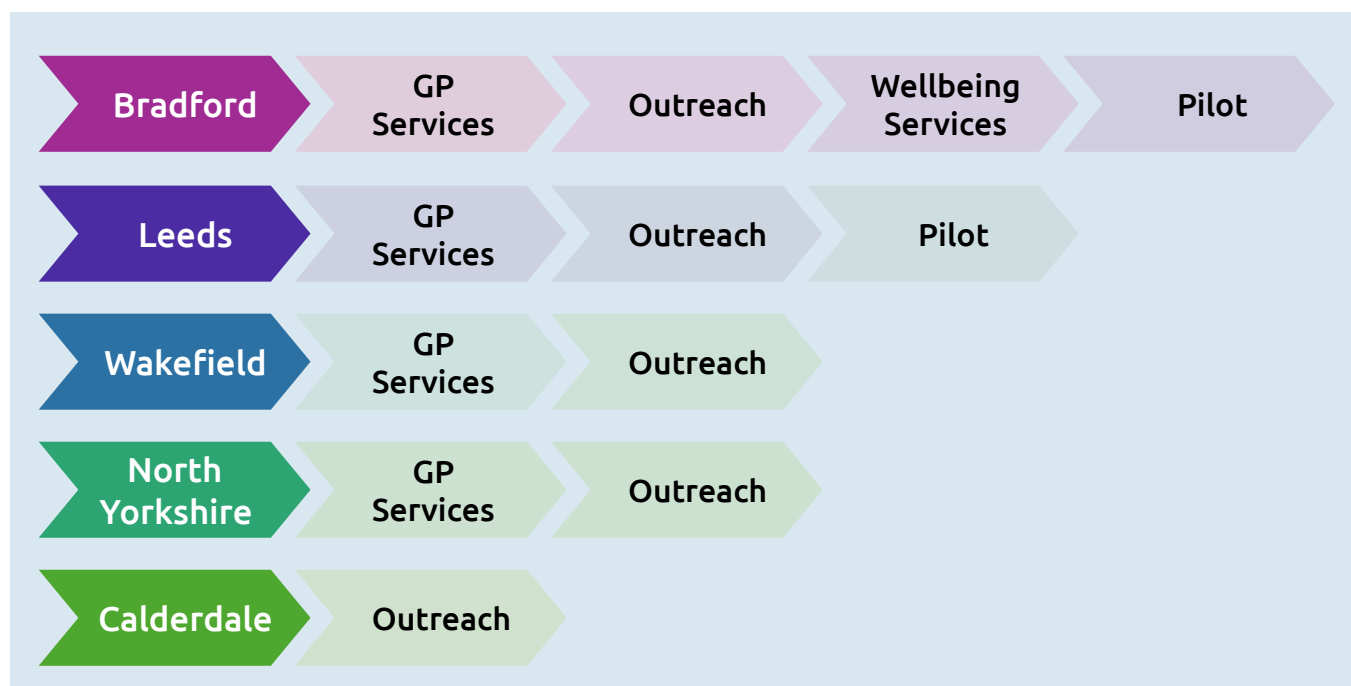 Bradford
GP
Services
Outreach
Wellbeing
Services
Pilot
Leeds
GP
Services
Outreach
Pilot
Wakefield
GP
Services
Outreach
North
Yorkshire
GP
Services
Outreach
Calderdale
Outreach